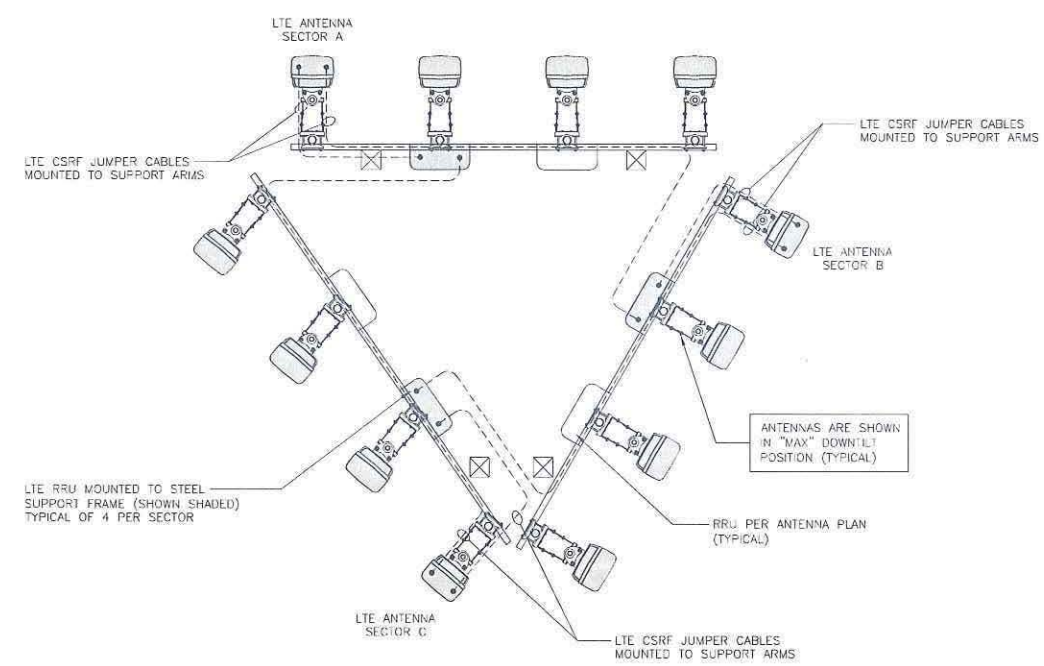 LTE ANTENNA
SECTOR A
LTE CSRF JUMPER CABLES
MOUNTED TO SUPPORT ARMS
LTE CSRF JUMPER CABLES
MOUNTED TO SUPPORT ARMS
LTE ANTENNA
SECTOR B
ANTENNAS ARE SHOWN
IN "MAX" DOWNTILT
POSITION (TYPICAL)
LTE RRU MOUNTED TO STEEL
SUPPORT FRAME (SHOWN SHADED)
TYPICAL OF 4 PER SECTOR
RRU PER ANTENNA PLAN
(TYPICAL)
LTE ANTENNA
SECTOR C
LTE CSRF JUMPER CABLES
MOUNTED TO SUPPORT ARMS